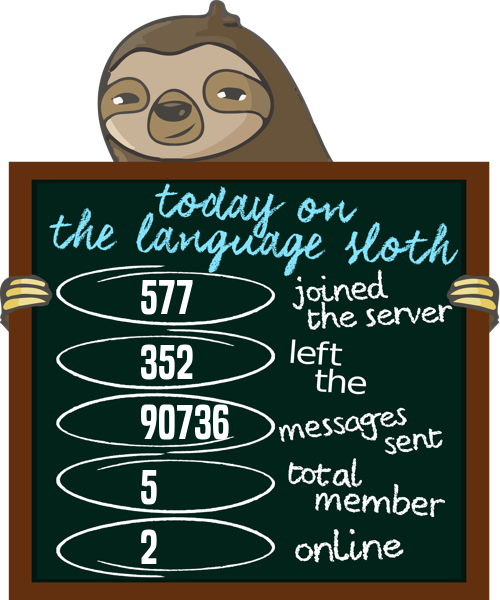 today on
the language sloth
577 joined
the server
352 left
the
90736 messages
sent
5 total
member
2 online